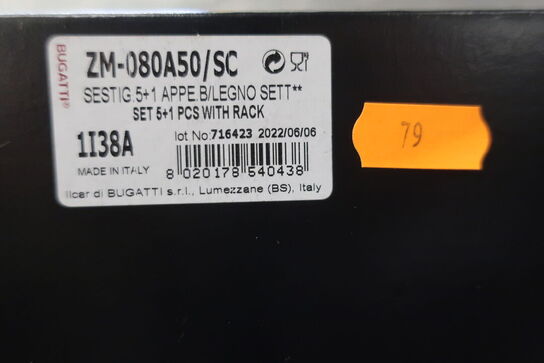 BUGATTI®
ZM-080A50/SC
SESTIG.5+1 APPE.B/LEGNO SETT**
SET 5+1 PCS WITH RACK
lot No:716423 2022/06/06
1I38A
MADE IN ITALY
8 020178 540438
Ilcar di BUGATTI s.r.l., Lumezzane (BS), Italy
79